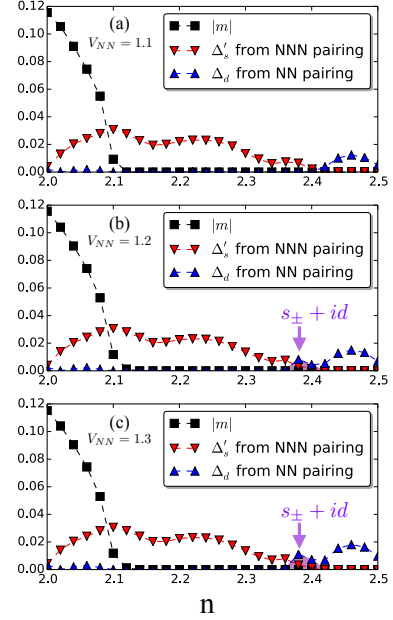 (a)
V_NN = 1.1
|m|
Δ'_s from NNN pairing
Δ_d from NN pairing
0.12
0.10
0.08
0.06
0.04
0.02
0.00
2.0 2.1 2.2 2.3 2.4 2.5
(b)
V_NN = 1.2
|m|
Δ'_s from NNN pairing
Δ_d from NN pairing
s_± + id
0.12
0.10
0.08
0.06
0.04
0.02
0.00
2.0 2.1 2.2 2.3 2.4 2.5
(c)
V_NN = 1.3
|m|
Δ'_s from NNN pairing
Δ_d from NN pairing
s_± + id
0.12
0.10
0.08
0.06
0.04
0.02
0.00
2.0 2.1 2.2 2.3 2.4 2.5
n